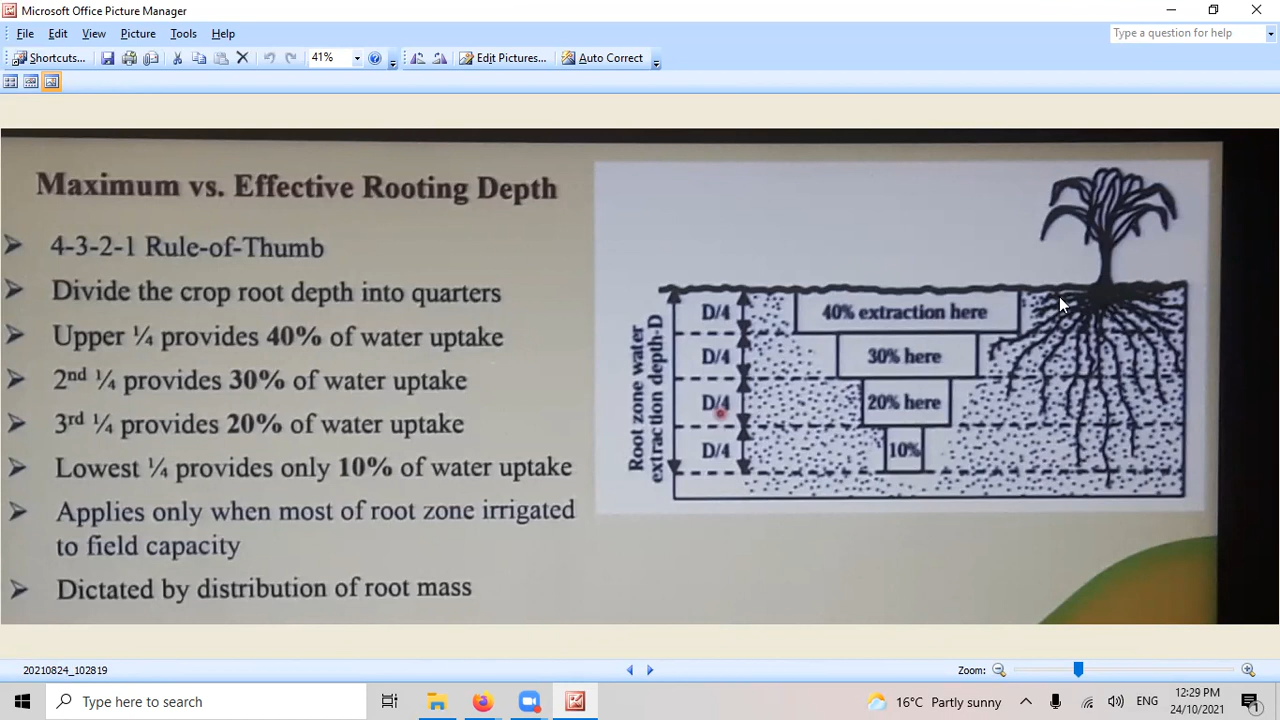 Microsoft Office Picture Manager
File Edit View Picture Tools Help
Type a question for help
Shortcuts... 41% Edit Pictures... Auto Correct
Maximum vs. Effective Rooting Depth
4-3-2-1 Rule-of-Thumb
Divide the crop root depth into quarters
Upper ¼ provides 40% of water uptake
2nd ¼ provides 30% of water uptake
3rd ¼ provides 20% of water uptake
Lowest ¼ provides only 10% of water uptake
Applies only when most of root zone irrigated
to field capacity
Dictated by distribution of root mass
Root zone water
extraction depth-D
D/4 40% extraction here
D/4 30% here
D/4 20% here
D/4 10%
20210824_102819
Zoom:
Type here to search
16°C Partly sunny
ENG
12:29 PM
24/10/2021
1